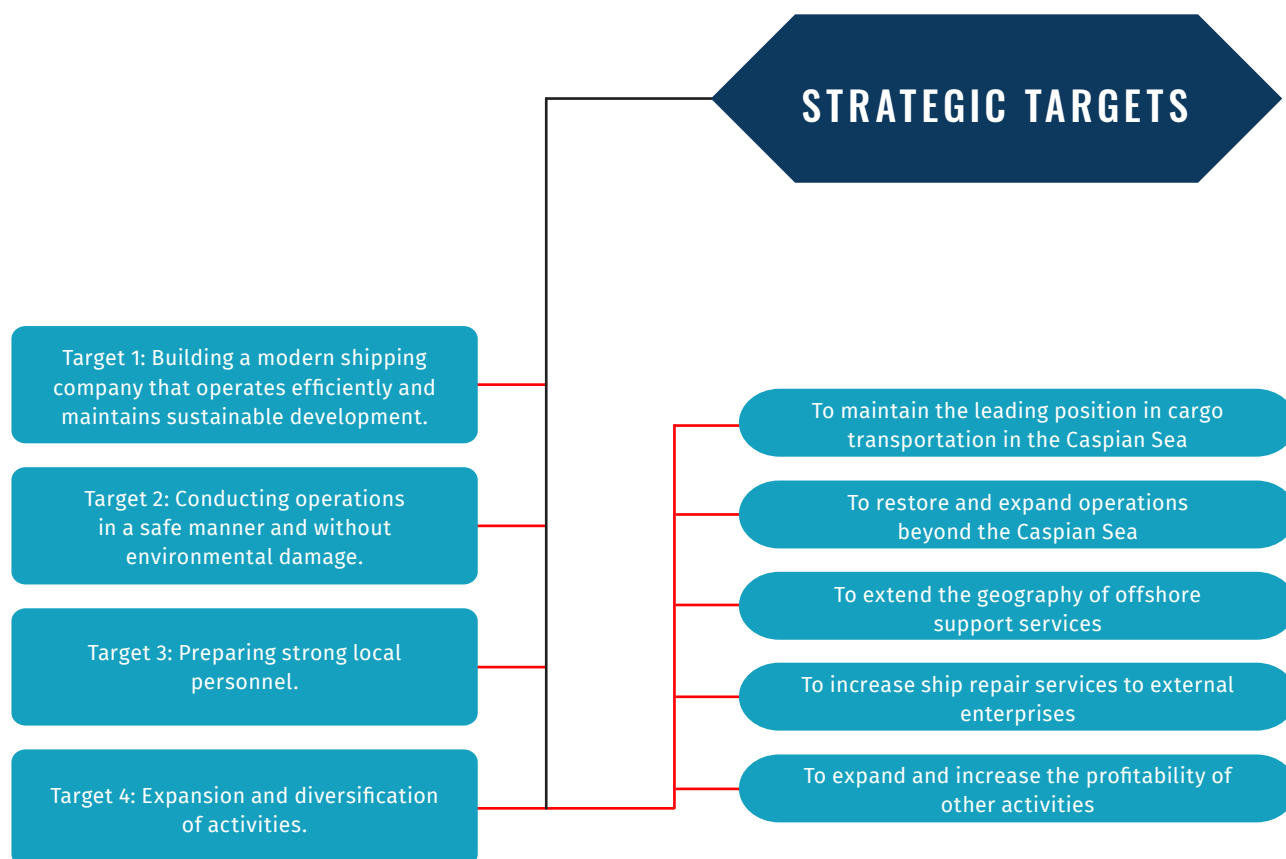 STRATEGIC TARGETS
Target 1: Building a modern shipping
company that operates efficiently and
maintains sustainable development.
Target 2: Conducting operations
in a safe manner and without
environmental damage.
Target 3: Preparing strong local
personnel.
Target 4: Expansion and diversification
of activities.
To maintain the leading position in cargo
transportation in the Caspian Sea
To restore and expand operations
beyond the Caspian Sea
To extend the geography of offshore
support services
To increase ship repair services to external
enterprises
To expand and increase the profitability of
other activities